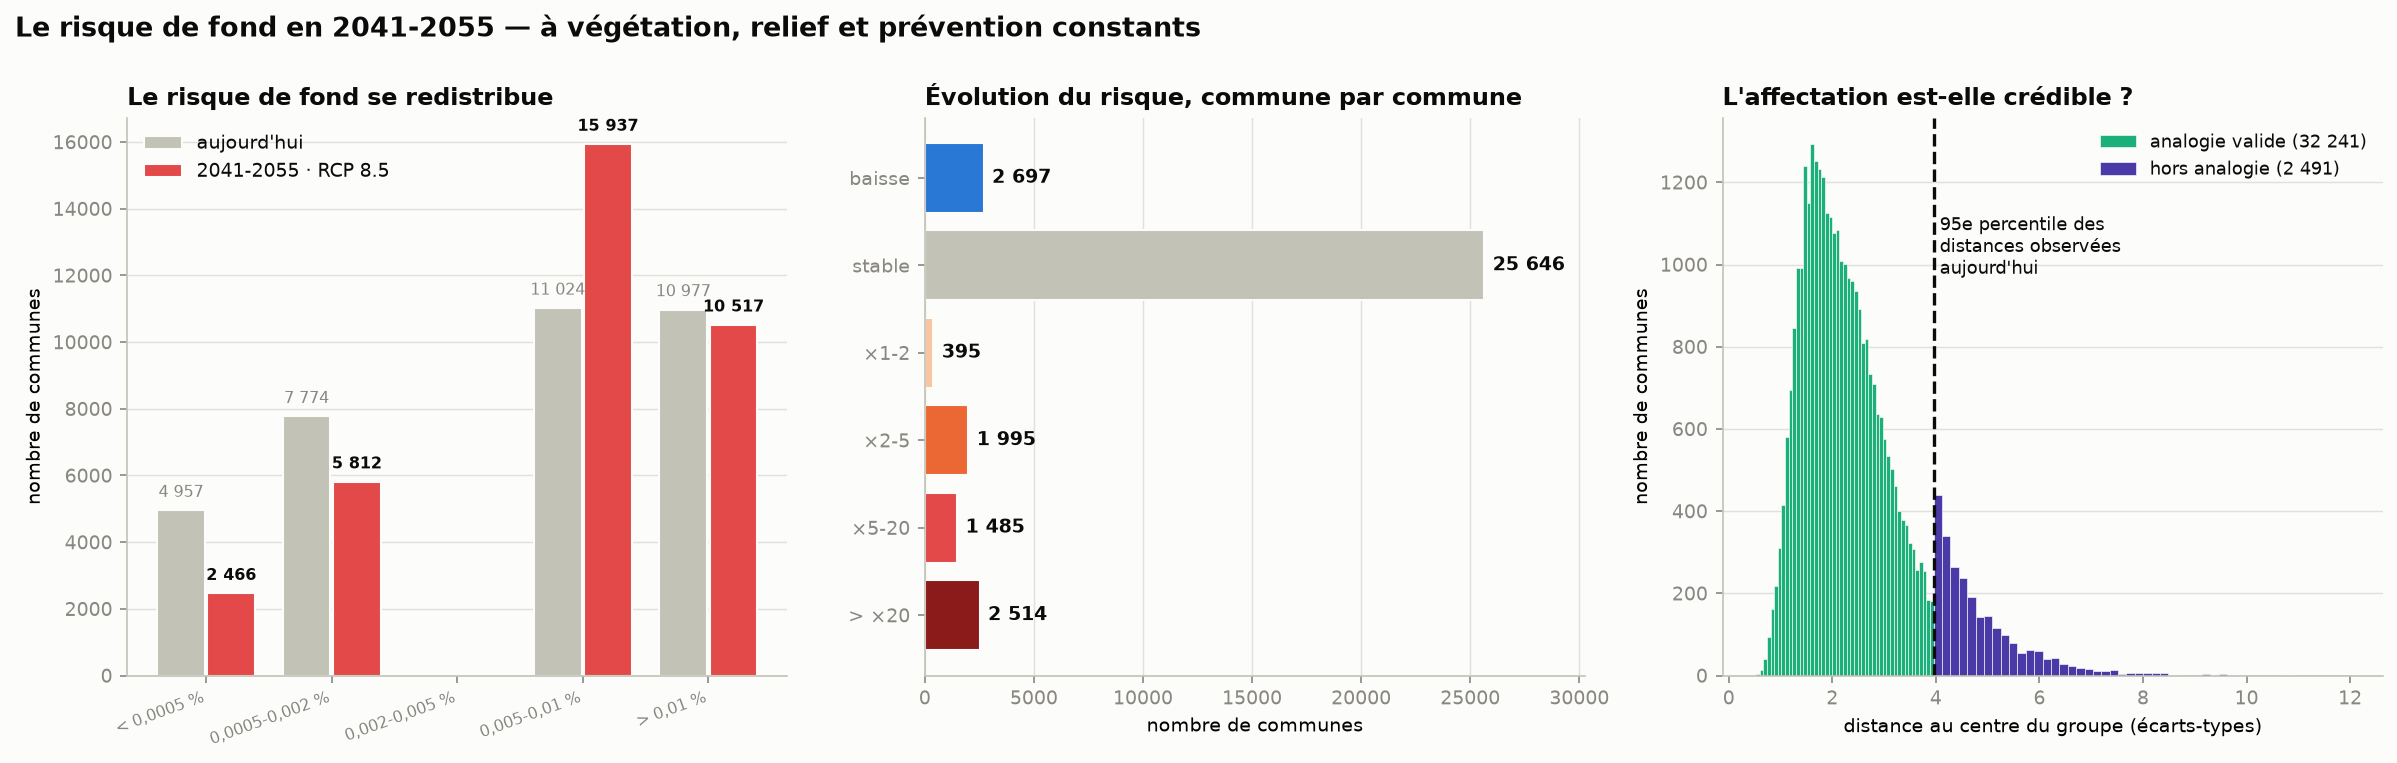 Le risque de fond en 2041-2055 — à végétation, relief et prévention constants
Le risque de fond se redistribue
aujourd'hui
2041-2055 · RCP 8.5
nombre de communes
16000
14000
12000
10000
8000
6000
4000
2000
0
4 957
2 466
7 774
5 812
11 024
15 937
10 977
10 517
< 0,0005 %
0,0005-0,002 %
0,002-0,005 %
0,005-0,01 %
> 0,01 %
Évolution du risque, commune par commune
baisse
2 697
stable
25 646
×1-2
395
×2-5
1 995
×5-20
1 485
> ×20
2 514
0
5000
10000
15000
20000
25000
30000
nombre de communes
L'affectation est-elle crédible ?
analogie valide (32 241)
hors analogie (2 491)
95e percentile des
distances observées
aujourd'hui
nombre de communes
1200
1000
800
600
400
200
0
0
2
4
6
8
10
12
distance au centre du groupe (écarts-types)